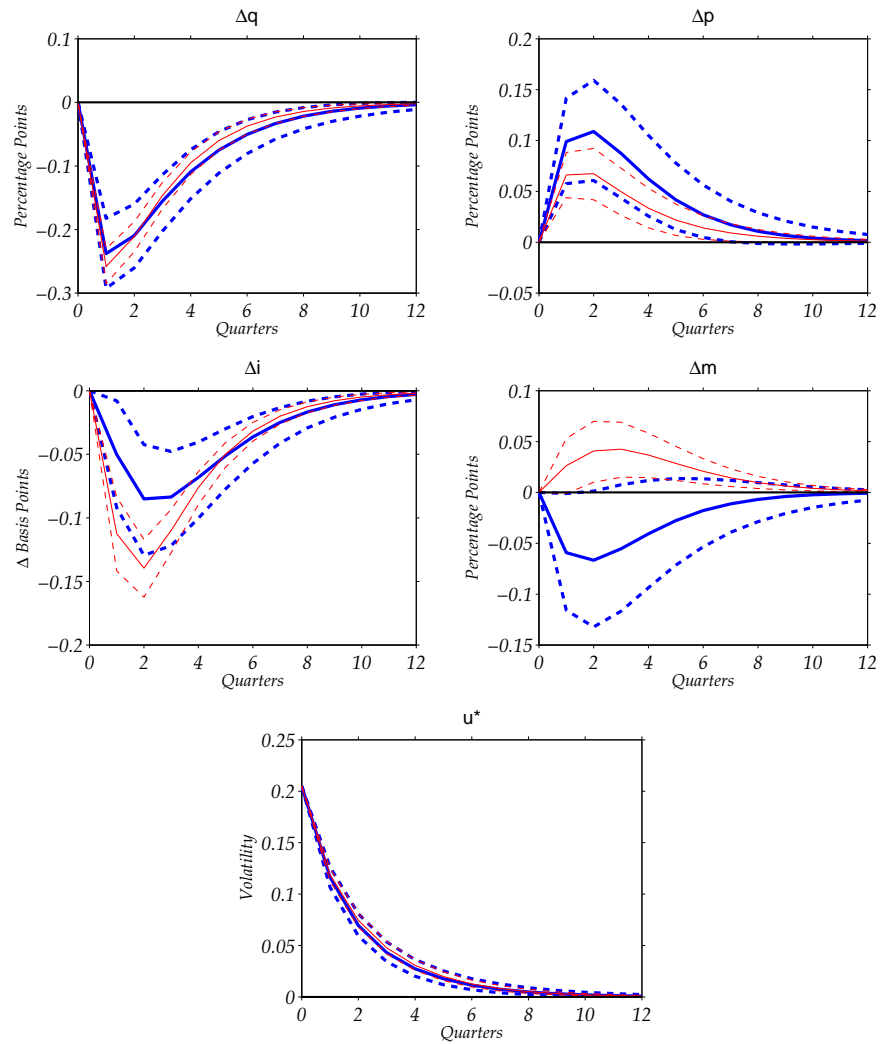 Δq
0.1
0
−0.1
−0.2
−0.3
Percentage Points
0 2 4 6 8 10 12
Quarters
Δp
0.2
0.15
0.1
0.05
0
−0.05
Percentage Points
0 2 4 6 8 10 12
Quarters
Δi
0
−0.05
−0.1
−0.15
−0.2
Δ Basis Points
0 2 4 6 8 10 12
Quarters
Δm
0.1
0.05
0
−0.05
−0.1
−0.15
Percentage Points
0 2 4 6 8 10 12
Quarters
u*
0.25
0.2
0.15
0.1
0.05
0
Volatility
0 2 4 6 8 10 12
Quarters